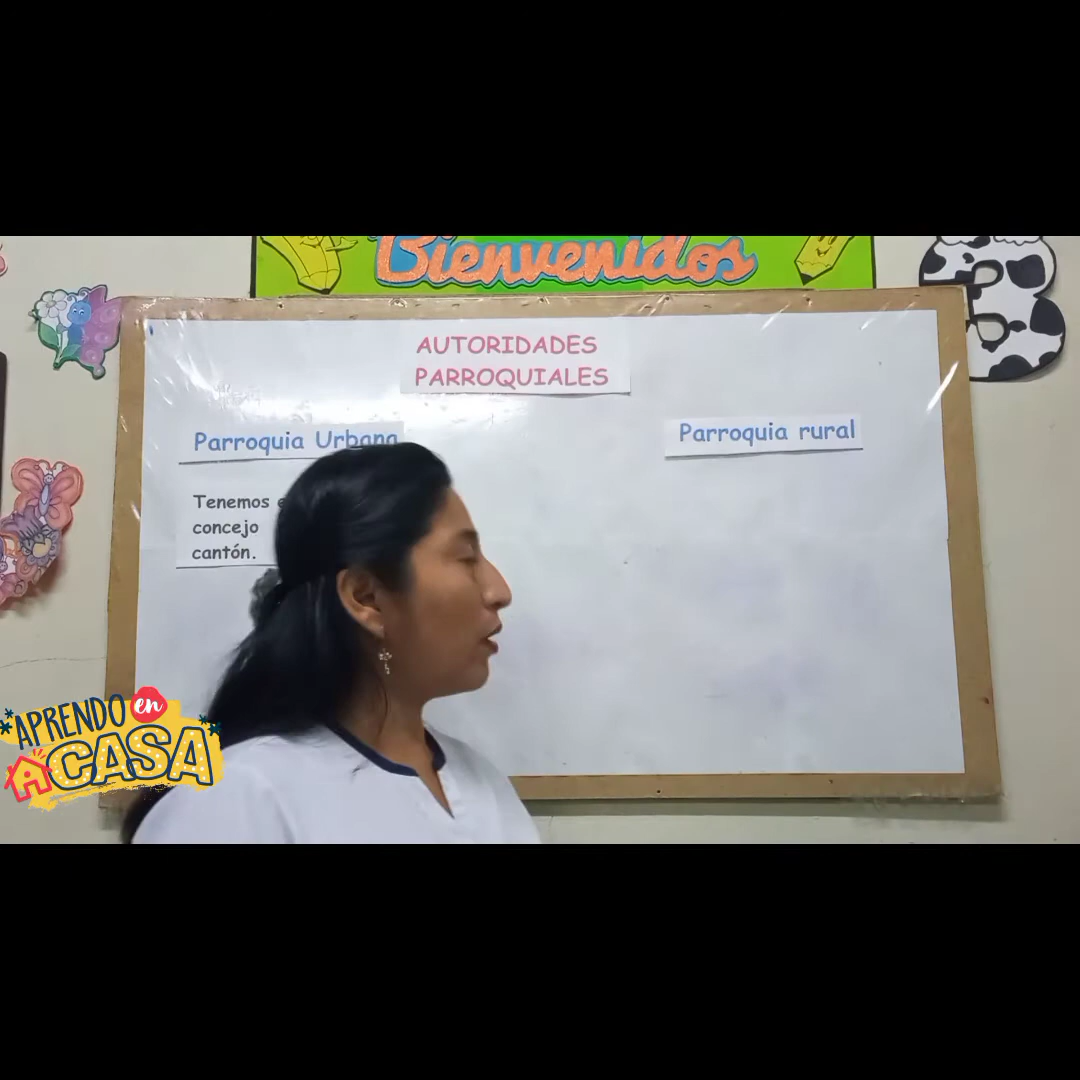 Bienvenidos
AUTORIDADES
PARROQUIALES
Parroquia Urbana
Parroquia rural
Tenemos
concejo
cantón.
APRENDO en
CASA